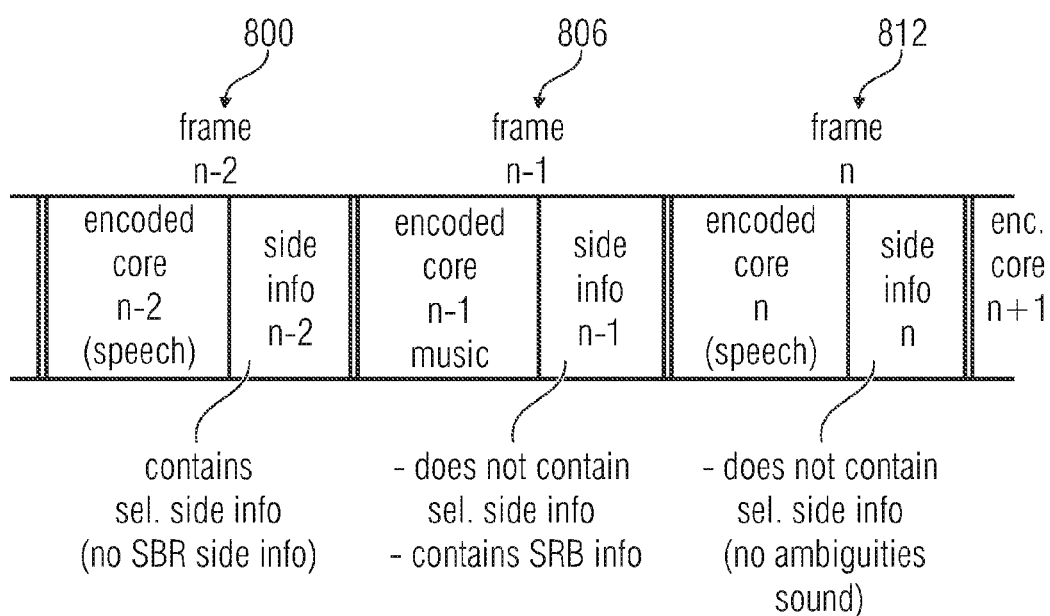 800
806
812
frame
n-2
frame
n-1
frame
n
encoded
core
n-2
(speech)
side
info
n-2
encoded
core
n-1
music
side
info
n-1
encoded
core
n
(speech)
side
info
n
enc.
core
n+1
contains
sel. side info
(no SBR side info)
- does not contain
sel. side info
- contains SRB info
- does not contain
sel. side info
(no ambiguities
sound)